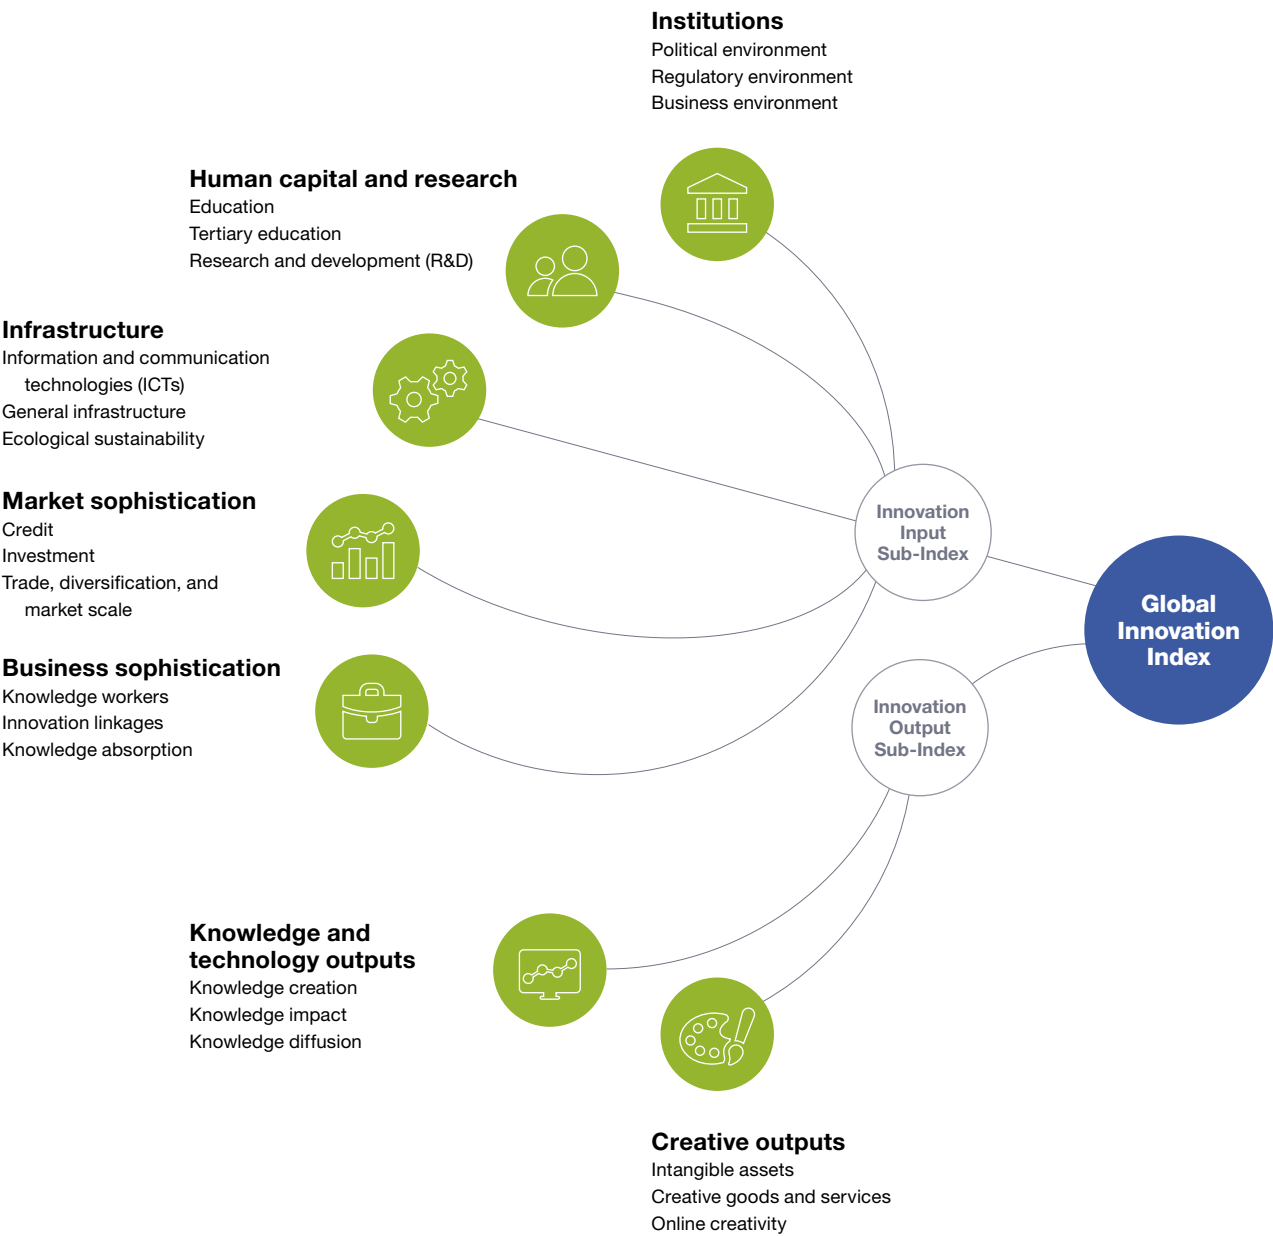 Institutions
Political environment
Regulatory environment
Business environment
Human capital and research
Education
Tertiary education
Research and development (R&D)
Infrastructure
Information and communication
technologies (ICTs)
General infrastructure
Ecological sustainability
Market sophistication
Credit
Investment
Trade, diversification, and
market scale
Business sophistication
Knowledge workers
Innovation linkages
Knowledge absorption
Innovation
Input
Sub-Index
Global
Innovation
Index
Innovation
Output
Sub-Index
Knowledge and
technology outputs
Knowledge creation
Knowledge impact
Knowledge diffusion
Creative outputs
Intangible assets
Creative goods and services
Online creativity